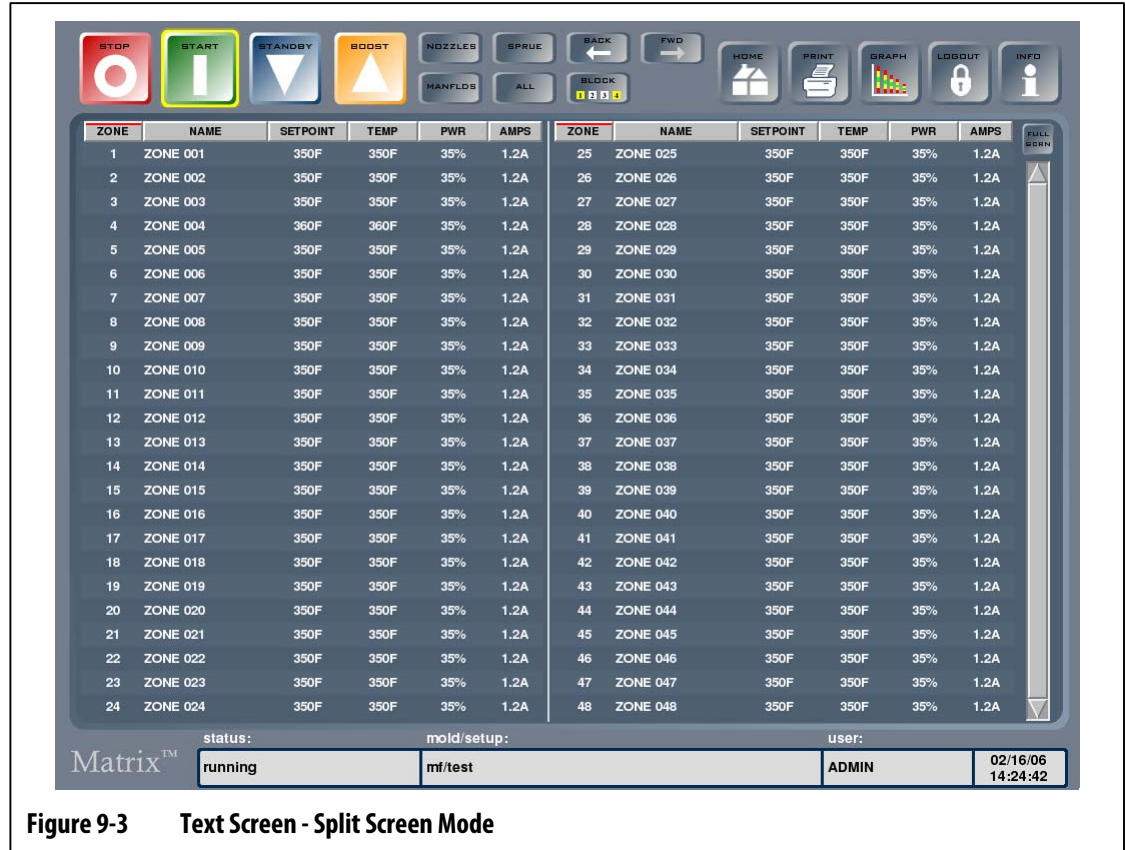 STOP START STANDBY BOOST NOZZLES SPRUE BACK FWD HOME PRINT GRAPH LOGOUT INFO
MANFLDS ALL BLOCK
1 2 3 4
ZONE NAME SETPOINT TEMP PWR AMPS ZONE NAME SETPOINT TEMP PWR AMPS FULL SCRN
1 ZONE 001 350F 350F 35% 1.2A 25 ZONE 025 350F 350F 35% 1.2A
2 ZONE 002 350F 350F 35% 1.2A 26 ZONE 026 350F 350F 35% 1.2A
3 ZONE 003 350F 350F 35% 1.2A 27 ZONE 027 350F 350F 35% 1.2A
4 ZONE 004 360F 360F 35% 1.2A 28 ZONE 028 350F 350F 35% 1.2A
5 ZONE 005 350F 350F 35% 1.2A 29 ZONE 029 350F 350F 35% 1.2A
6 ZONE 006 350F 350F 35% 1.2A 30 ZONE 030 350F 350F 35% 1.2A
7 ZONE 007 350F 350F 35% 1.2A 31 ZONE 031 350F 350F 35% 1.2A
8 ZONE 008 350F 350F 35% 1.2A 32 ZONE 032 350F 350F 35% 1.2A
9 ZONE 009 350F 350F 35% 1.2A 33 ZONE 033 350F 350F 35% 1.2A
10 ZONE 010 350F 350F 35% 1.2A 34 ZONE 034 350F 350F 35% 1.2A
11 ZONE 011 350F 350F 35% 1.2A 35 ZONE 035 350F 350F 35% 1.2A
12 ZONE 012 350F 350F 35% 1.2A 36 ZONE 036 350F 350F 35% 1.2A
13 ZONE 013 350F 350F 35% 1.2A 37 ZONE 037 350F 350F 35% 1.2A
14 ZONE 014 350F 350F 35% 1.2A 38 ZONE 038 350F 350F 35% 1.2A
15 ZONE 015 350F 350F 35% 1.2A 39 ZONE 039 350F 350F 35% 1.2A
16 ZONE 016 350F 350F 35% 1.2A 40 ZONE 040 350F 350F 35% 1.2A
17 ZONE 017 350F 350F 35% 1.2A 41 ZONE 041 350F 350F 35% 1.2A
18 ZONE 018 350F 350F 35% 1.2A 42 ZONE 042 350F 350F 35% 1.2A
19 ZONE 019 350F 350F 35% 1.2A 43 ZONE 043 350F 350F 35% 1.2A
20 ZONE 020 350F 350F 35% 1.2A 44 ZONE 044 350F 350F 35% 1.2A
21 ZONE 021 350F 350F 35% 1.2A 45 ZONE 045 350F 350F 35% 1.2A
22 ZONE 022 350F 350F 35% 1.2A 46 ZONE 046 350F 350F 35% 1.2A
23 ZONE 023 350F 350F 35% 1.2A 47 ZONE 047 350F 350F 35% 1.2A
24 ZONE 024 350F 350F 35% 1.2A 48 ZONE 048 350F 350F 35% 1.2A
status: mold/setup: user:
Matrix™ running mf/test ADMIN 02/16/06
14:24:42
Figure 9-3 Text Screen - Split Screen Mode